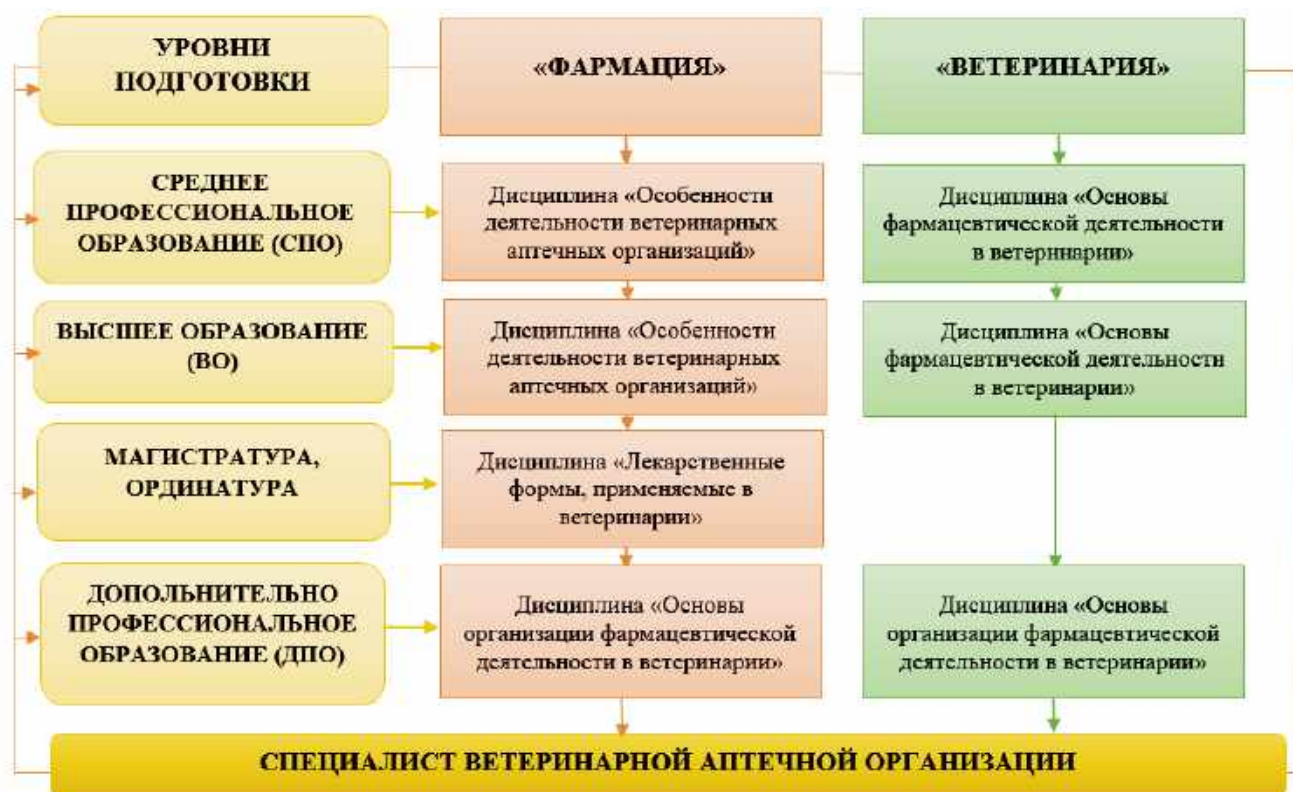 УРОВНИ
ПОДГОТОВКИ
«ФАРМАЦИЯ»
«ВЕТЕРИНАРИЯ»
СРЕДНЕЕ
ПРОФЕССИОНАЛЬНОЕ
ОБРАЗОВАНИЕ (СПО)
Дисциплина «Особенности
деятельности ветеринарных
аптечных организаций»
Дисциплина «Основы
фармацевтической деятельности
в ветеринарии»
ВЫСШЕЕ ОБРАЗОВАНИЕ
(ВО)
Дисциплина «Особенности
деятельности ветеринарных
аптечных организаций»
Дисциплина «Основы
фармацевтической деятельности
в ветеринарии»
МАГИСТРАТУРА,
ОРДИНАТУРА
Дисциплина «Лекарственные
формы, применяемые в
ветеринарии»
ДОПОЛЬНИТЕЛЬНО
ПРОФЕССИОНАЛЬНОЕ
ОБРАЗОВАНИЕ (ДПО)
Дисциплина «Основы
организации фармацевтической
деятельности в ветеринарии»
Дисциплина «Основы
организации фармацевтической
деятельности в ветеринарии»
СПЕЦИАЛИСТ ВЕТЕРИНАРНОЙ АПТЕЧНОЙ ОРГАНИЗАЦИИ